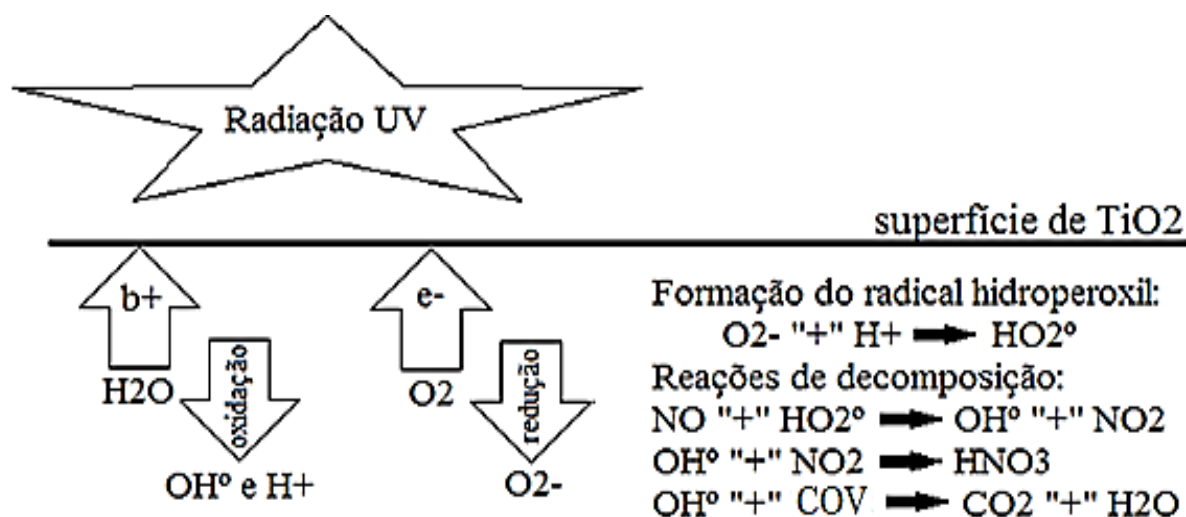 Radiação UV
superfície de TiO2
b+
e-
H2O
oxidação
O2
redução
OHº e H+
O2-
Formação do radical hidroperoxil:
O2- "+" H+ → HO2º
Reações de decomposição:
NO "+" HO2º → OHº "+" NO2
OHº "+" NO2 → HNO3
OHº "+" COV → CO2 "+" H2O